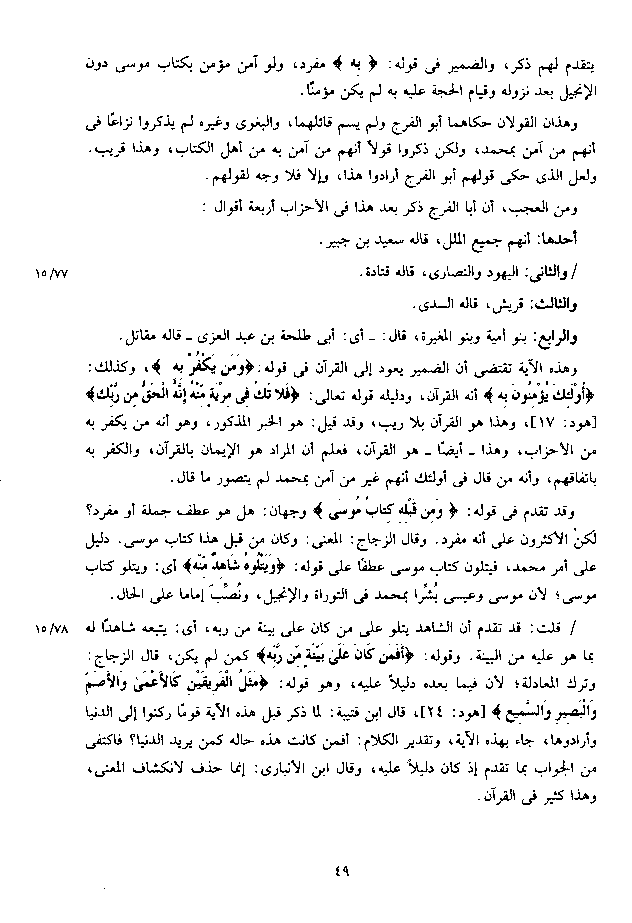 يتقدم لهم ذكر، والضمير فى قوله: ﴿ به ﴾ مفرد، ولو آمن مؤمن بكتاب موسى دون
الإنجيل بعد نزوله وقيام الحجة عليه به لم يكن مؤمنًا.
وهذان القولان حكاهما أبو الفرج ولم يسم قائلهما، والبغوى وغيره لم يذكروا نزاعًا فى
أنهم من آمن بمحمد، ولكن ذكروا قولاً أنهم من آمن به من أهل الكتاب، وهذا قريب.
ولعل الذى حكى قولهم أبو الفرج أرادوا هذا، وإلا فلا وجه لقولهم.
ومن العجب، أن أبا الفرج ذكر بعد هذا فى الأحزاب أربعة أقوال :
أحدها: أنهم جميع الملل، قاله سعيد بن جبير.
/ والثانى: اليهود والنصارى، قاله قتادة.
١٥/٧٧
والثالث: قريش، قاله السدى.
والرابع: بنو أمية وبنو المغيرة، قال: ـ أى: أبى طلحة بن عبد العزى ـ قاله مقاتل.
وهذه الآية تقتضى أن الضمير يعود إلى القرآن فى قوله: ﴿وَمَن يَكْفُرْ بِهِ ﴾، وكذلك:
﴿أُوْلَئِكَ يُؤْمِنُونَ بِهِ ﴾ أنه القرآن، ودليله قوله تعالى: ﴿فَلا تَكُ فِي مِرْيَةٍ مِّنْهُ إِنَّهُ الْحَقُّ مِن رَّبِّكَ﴾
[هود: ١٧]، وهذا هو القرآن بلا ريب، وقد قيل: هو الخبر المذكور، وهو أنه من يكفر به
من الأحزاب، وهذا ـ أيضًا ـ هو القرآن، فعلم أن المراد هو الإيمان بالقرآن، والكفر به
باتفاقهم، وأنه من قال فى أولئك أنهم غير من آمن بمحمد لم يتصور ما قال.
وقد تقدم فى قوله: ﴿ وَمِن قَبْلِهِ كِتَابُ مُوسَى ﴾ وجهان: هل هو عطف جملة أو مفرد؟
لكن الأكثرون على أنه مفرد. وقال الزجاج: المعنى: وكان من قبل هذا كتاب موسى. دليل
على أمر محمد، فيتلون كتاب موسى عطفًا على قوله: ﴿وَيَتْلُوهُ شَاهِدٌ مِّنْهُ﴾ أى: ويتلو كتاب
موسى؛ لأن موسى وعيسى بُشِّرا بمحمد فى التوراة والإنجيل، ونُصِّبَ إماما على الحال.
/ قلت: قد تقدم أن الشاهد يتلو على من كان على بينة من ربه، أى: يتبعه شاهدًا له
١٥/٧٨
بما هو عليه من البينة. وقوله: ﴿أَفَمَن كَانَ عَلَىٰ بَيِّنَةٍ مِّن رَّبِّهِ﴾ كمن لم يكن، قال الزجاج:
وترك المعادلة؛ لأن فيما بعده دليلاً عليه، وهو قوله: ﴿مَثَلُ الْفَرِيقَيْنِ كَالأَعْمَىٰ وَالأَصَمِّ
وَالْبَصِيرِ وَالسَّمِيعِ ﴾ [هود: ٢٤]، قال ابن قتيبة: لما ذكر قبل هذه الآية قومًا ركنوا إلى الدنيا
وأرادوها، جاء بهذه الآية، وتقدير الكلام: أفمن كانت هذه حاله كمن يريد الدنيا؟ فاكتفى
من الجواب بما تقدم إذ كان دليلاً عليه، وقال ابن الأنبارى: إنما حذف لانكشاف المعنى،
وهذا كثير فى القرآن.
٤٩